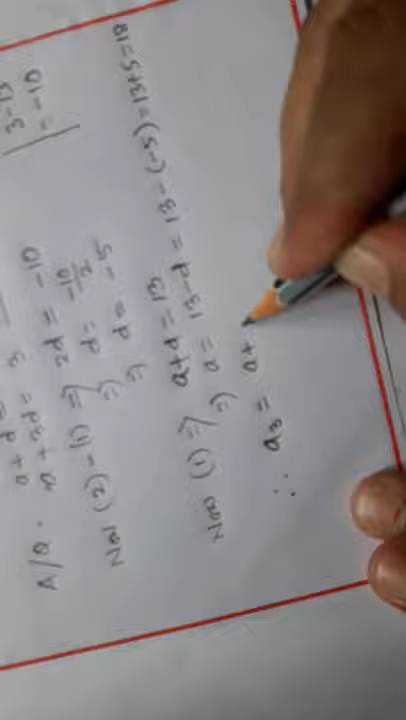 a + d =
A/Q. a + 3d = 3
3-13
= -10
Now (2) - (1) => 2d = -10
=> d = -10/2
=> d = -5
Now (1) => a+d = 13
=> a = 13-d = 13-(-5) = 13+5 = 18
∴ a3 = a+